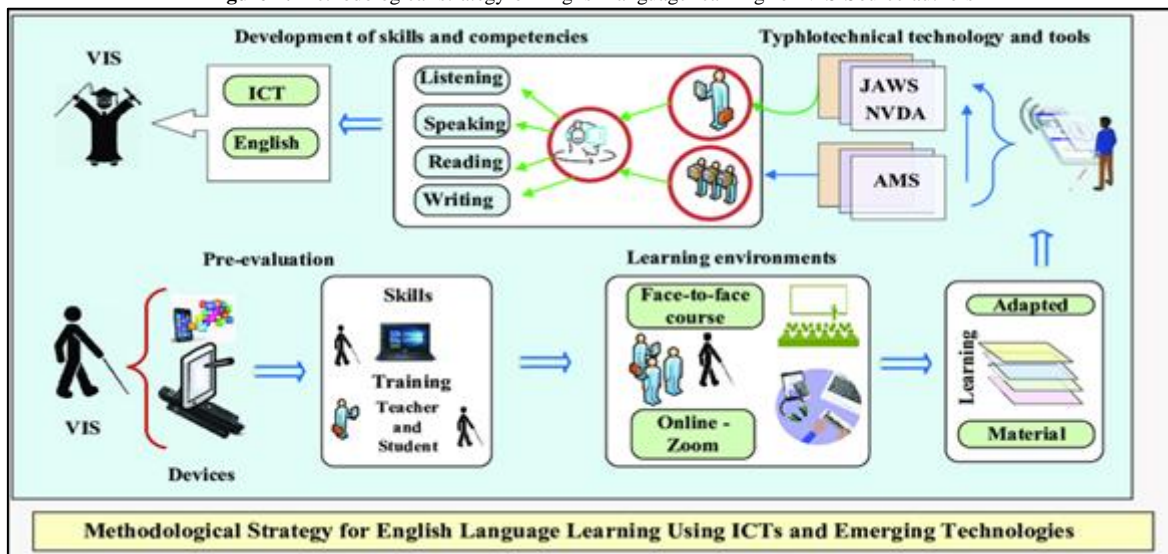 Development of skills and competencies
Typhlotechnical technology and tools
VIS
ICT
English
Listening
Speaking
Reading
Writing
JAWS
NVDA
AMS
Pre-evaluation
Learning environments
VIS
Devices
Skills
Training
Teacher
and
Student
Face-to-face
course
Online -
Zoom
Adapted
Learning
Material
Methodological Strategy for English Language Learning Using ICTs and Emerging Technologies